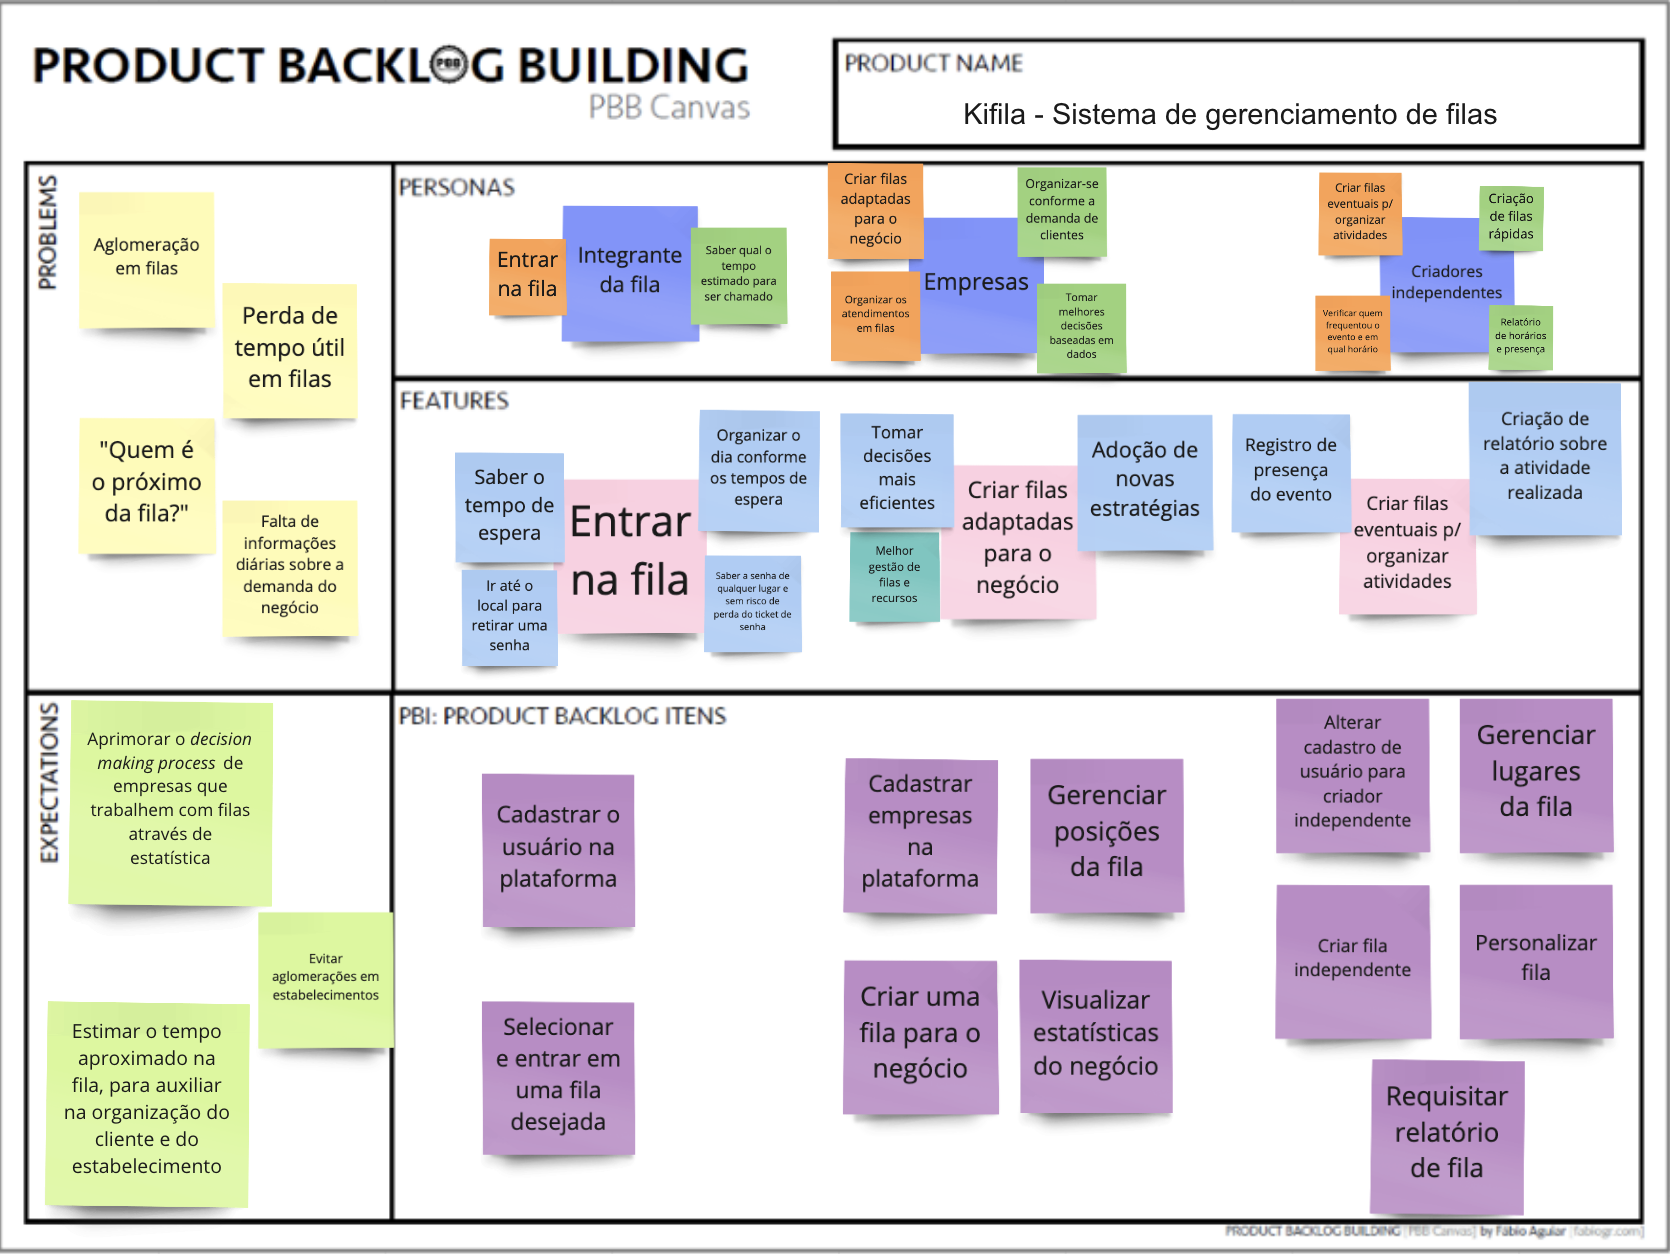 PRODUCT BACKLOG BUILDING
PBB Canvas
PRODUCT NAME
Kifila - Sistema de gerenciamento de filas
PROBLEMS
Aglomeração
em filas
Perda de
tempo útil
em filas
"Quem é
o próximo
da fila?"
Falta de
informações
diárias sobre a
demanda do
negócio
PERSONAS
Entrar
na fila
Integrante
da fila
Saber qual o
tempo
estimado para
ser chamado
Criar filas
adaptadas
para o
negócio
Organizar os
atendimentos
em filas
Empresas
Organizar-se
conforme a
demanda de
clientes
Tomar
melhores
decisões
baseadas em
dados
Criar filas
eventuais p/
organizar
atividades
Verificar quem
frequentou o
evento e em
qual horário
Criadores
independentes
Criação
de filas
rápidas
Relatório
de horários
e presença
FEATURES
Saber o
tempo de
espera
Ir até o
local para
retirar uma
senha
Entrar
na fila
Organizar o
dia conforme
os tempos de
espera
Saber a senha de
qualquer lugar e
sem risco de
perda do ticket de
senha
Tomar
decisões
mais
eficientes
Melhor
gestão de
filas e
recursos
Criar filas
adaptadas
para o
negócio
Adoção de
novas
estratégias
Registro de
presença
do evento
Criar filas
eventuais p/
organizar
atividades
Criação de
relatório sobre
a atividade
realizada
EXPECTATIONS
Aprimorar o decision
making process de
empresas que
trabalhem com filas
através de
estatística
Evitar
aglomerações em
estabelecimentos
Estimar o tempo
aproximado na
fila, para auxiliar
na organização do
cliente e do
estabelecimento
PBI: PRODUCT BACKLOG ITENS
Cadastrar o
usuário na
plataforma
Selecionar
e entrar em
uma fila
desejada
Cadastrar
empresas
na
plataforma
Gerenciar
posições
da fila
Criar uma
fila para o
negócio
Visualizar
estatísticas
do negócio
Alterar
cadastro de
usuário para
criador
independente
Gerenciar
lugares
da fila
Criar fila
independente
Personalizar
fila
Requisitar
relatório
de fila
PRODUCT BACKLOG BUILDING [PBB Canvas] by Fábio Aguiar [fabiogr.com]